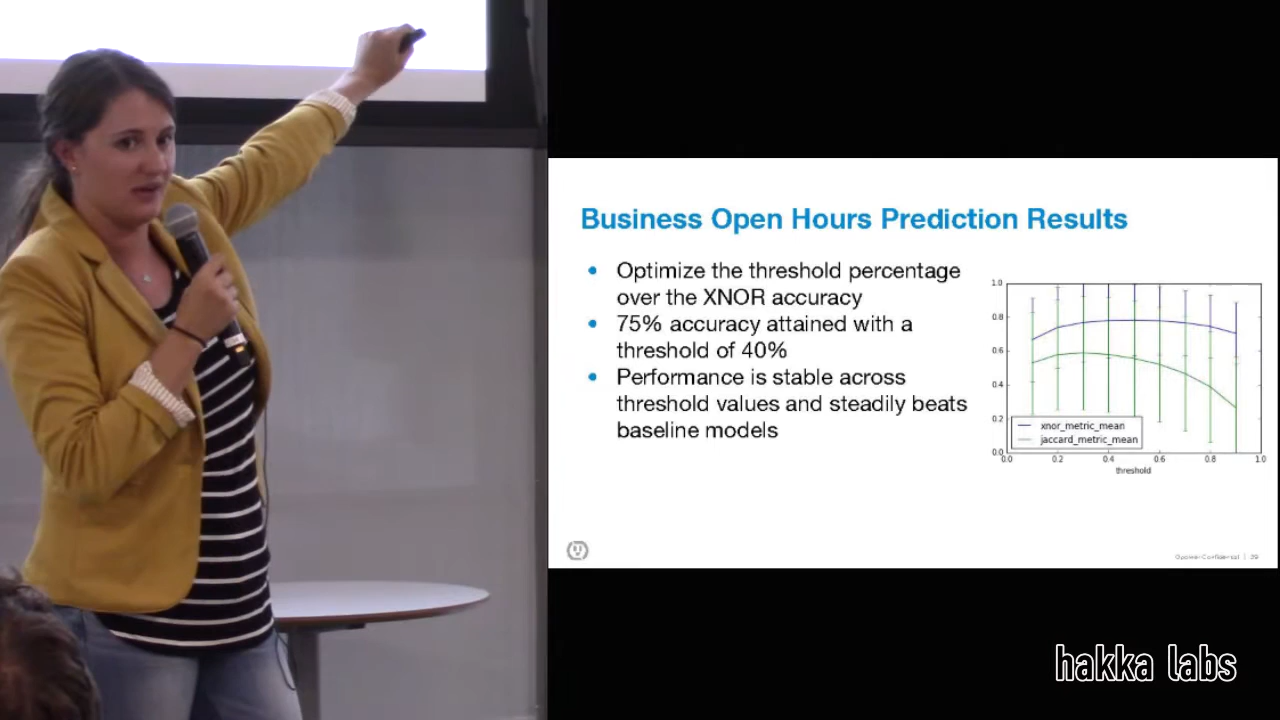 Business Open Hours Prediction Results
Optimize the threshold percentage
over the XNOR accuracy
75% accuracy attained with a
threshold of 40%
Performance is stable across
threshold values and steadily beats
baseline models
1.0
0.8
0.6
0.4
0.2
0.0
xnor_metric_mean
jaccard_metric_mean
0.0 0.2 0.4 0.6 0.8 1.0
threshold
Confidential | 29
hakka labs